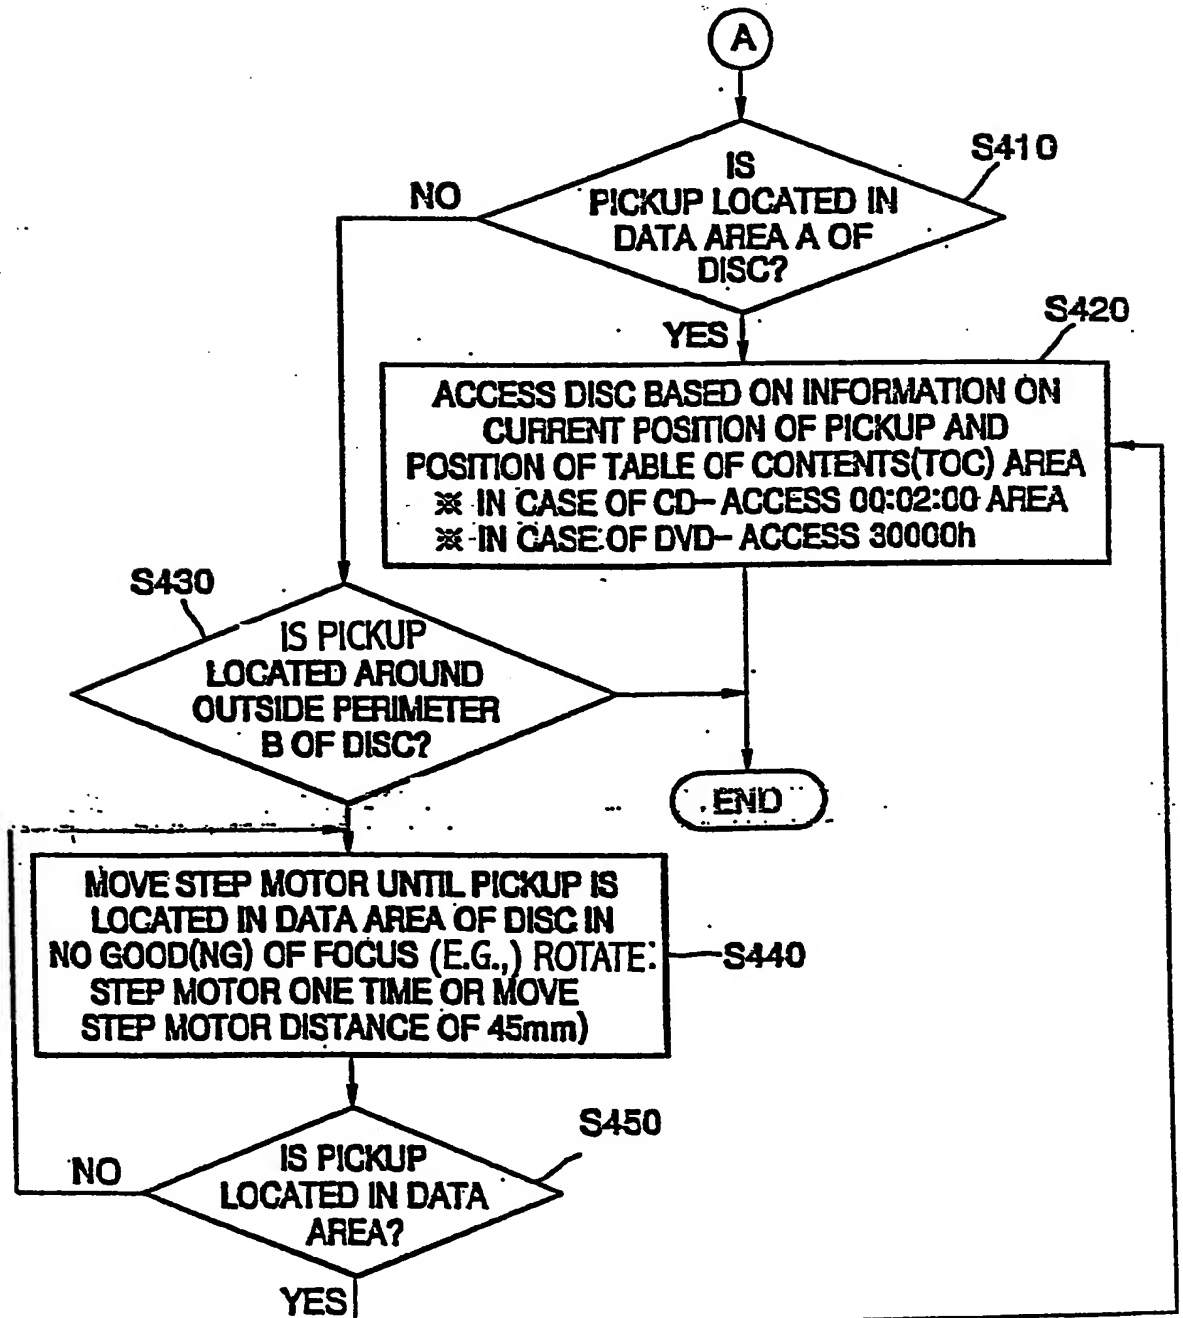 A
IS
PICKUP LOCATED IN
DATA AREA A OF
DISC?
S410
NO
YES
S420
ACCESS DISC BASED ON INFORMATION ON
CURRENT POSITION OF PICKUP AND
POSITION OF TABLE OF CONTENTS(TOC) AREA
※ IN CASE OF CD- ACCESS 00:02:00 AREA
※ IN CASE OF DVD- ACCESS 30000h
S430
IS PICKUP
LOCATED AROUND
OUTSIDE PERIMETER
B OF DISC?
END
MOVE STEP MOTOR UNTIL PICKUP IS
LOCATED IN DATA AREA OF DISC IN
NO GOOD(NG) OF FOCUS (E.G.,) ROTATE:
STEP MOTOR ONE TIME OR MOVE
STEP MOTOR DISTANCE OF 45mm)
S440
S450
IS PICKUP
LOCATED IN DATA
AREA?
NO
YES